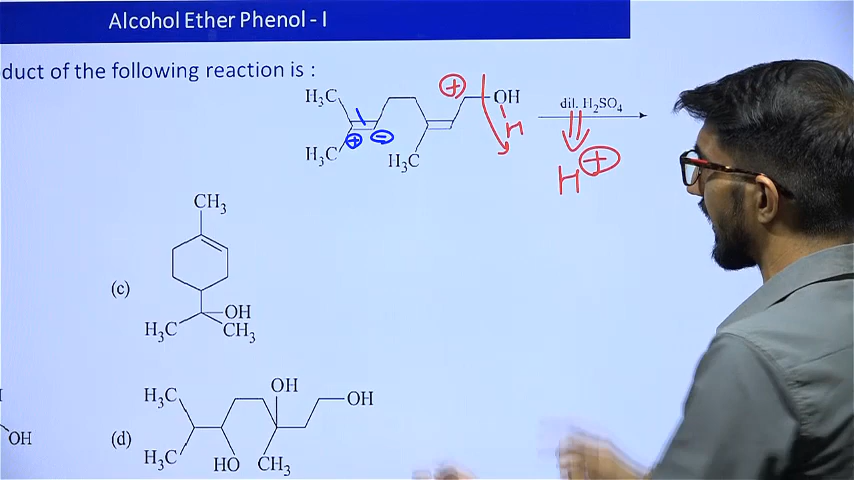 Alcohol Ether Phenol - I
duct of the following reaction is :
H₃C
⊕
OH
dil. H₂SO₄
H
⊕ ⊖
H₃C
H₃C
H⊕
CH₃
(c)
OH
H₃C
CH₃
OH
H₃C
OH
OH
(d)
H₃C
HO
CH₃